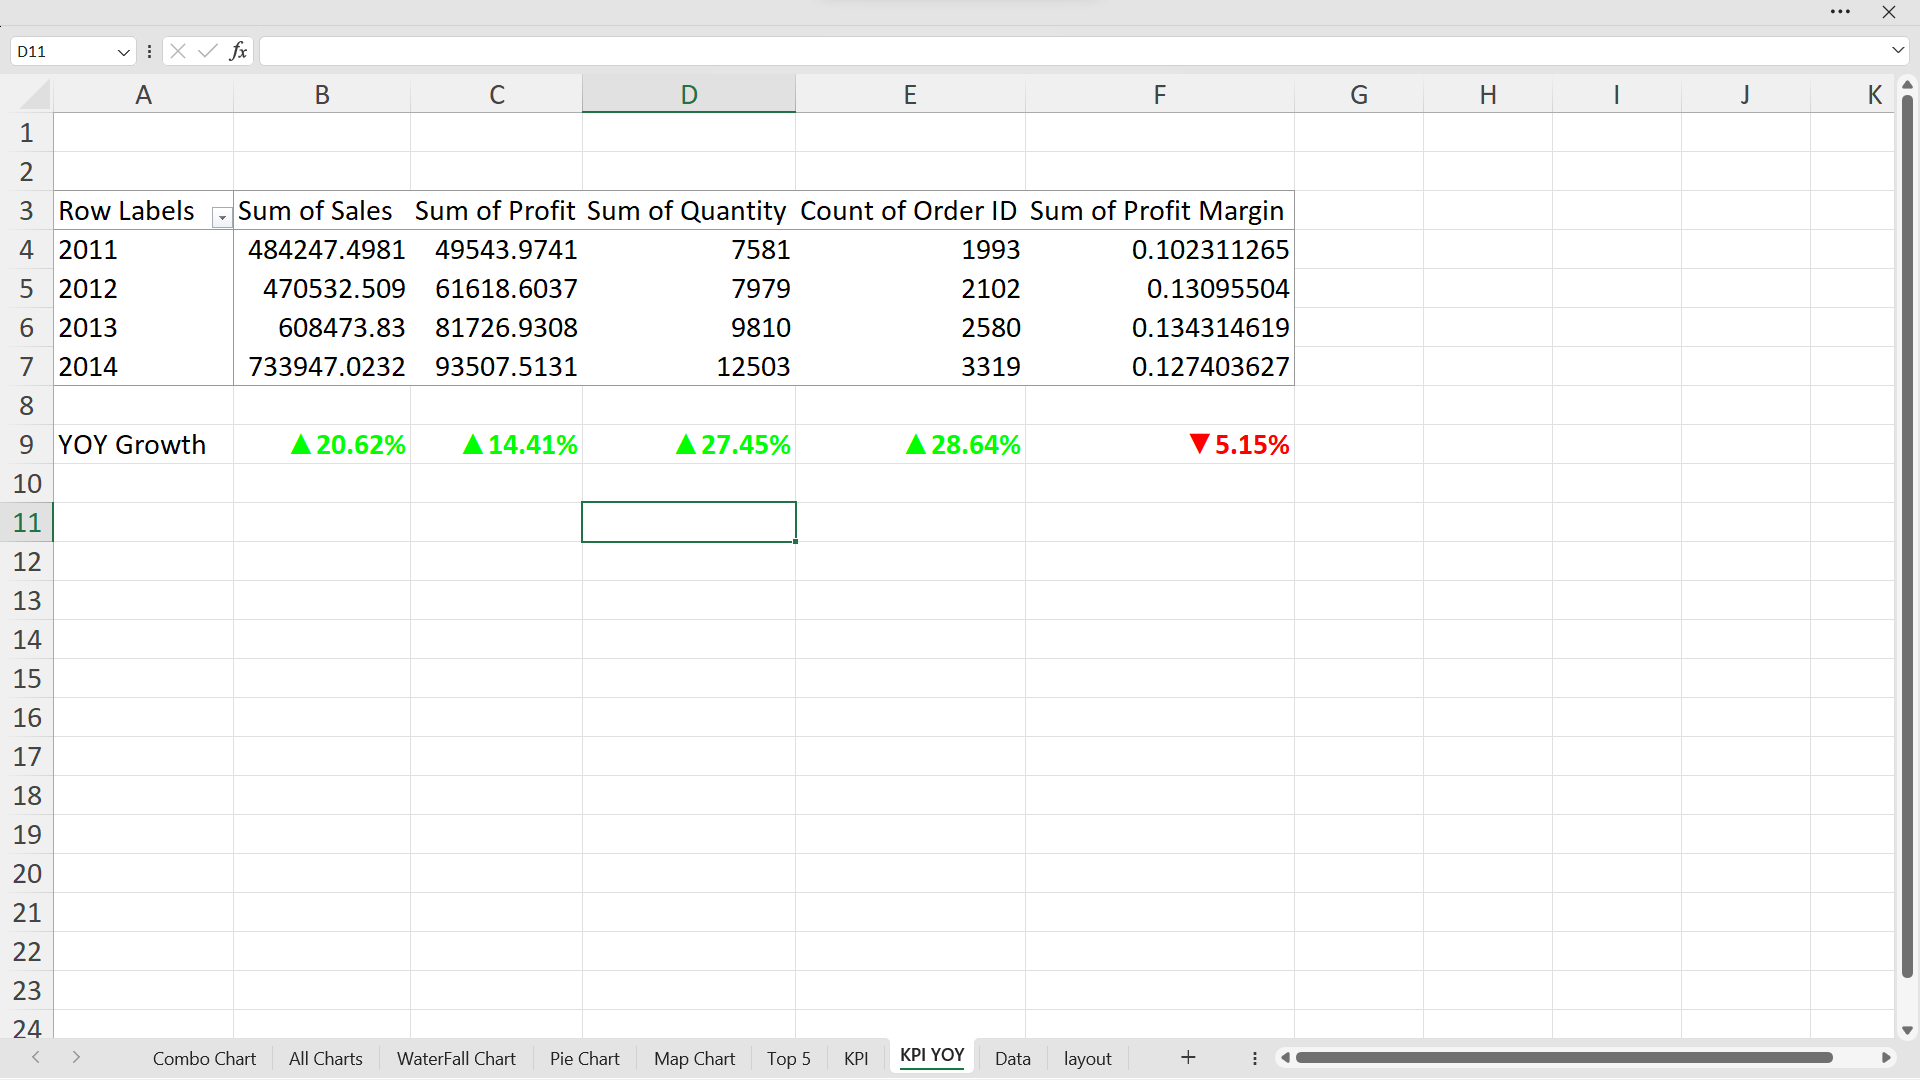 D11
fx
A B C D E F G H I J K
1
2
3 Row Labels Sum of Sales Sum of Profit Sum of Quantity Count of Order ID Sum of Profit Margin
4 2011 484247.4981 49543.9741 7581 1993 0.102311265
5 2012 470532.509 61618.6037 7979 2102 0.13095504
6 2013 608473.83 81726.9308 9810 2580 0.134314619
7 2014 733947.0232 93507.5131 12503 3319 0.127403627
8
9 YOY Growth ▲20.62% ▲14.41% ▲27.45% ▲28.64% ▼5.15%
10
11
12
13
14
15
16
17
18
19
20
21
22
23
24
Combo Chart All Charts WaterFall Chart Pie Chart Map Chart Top 5 KPI KPI YOY Data layout